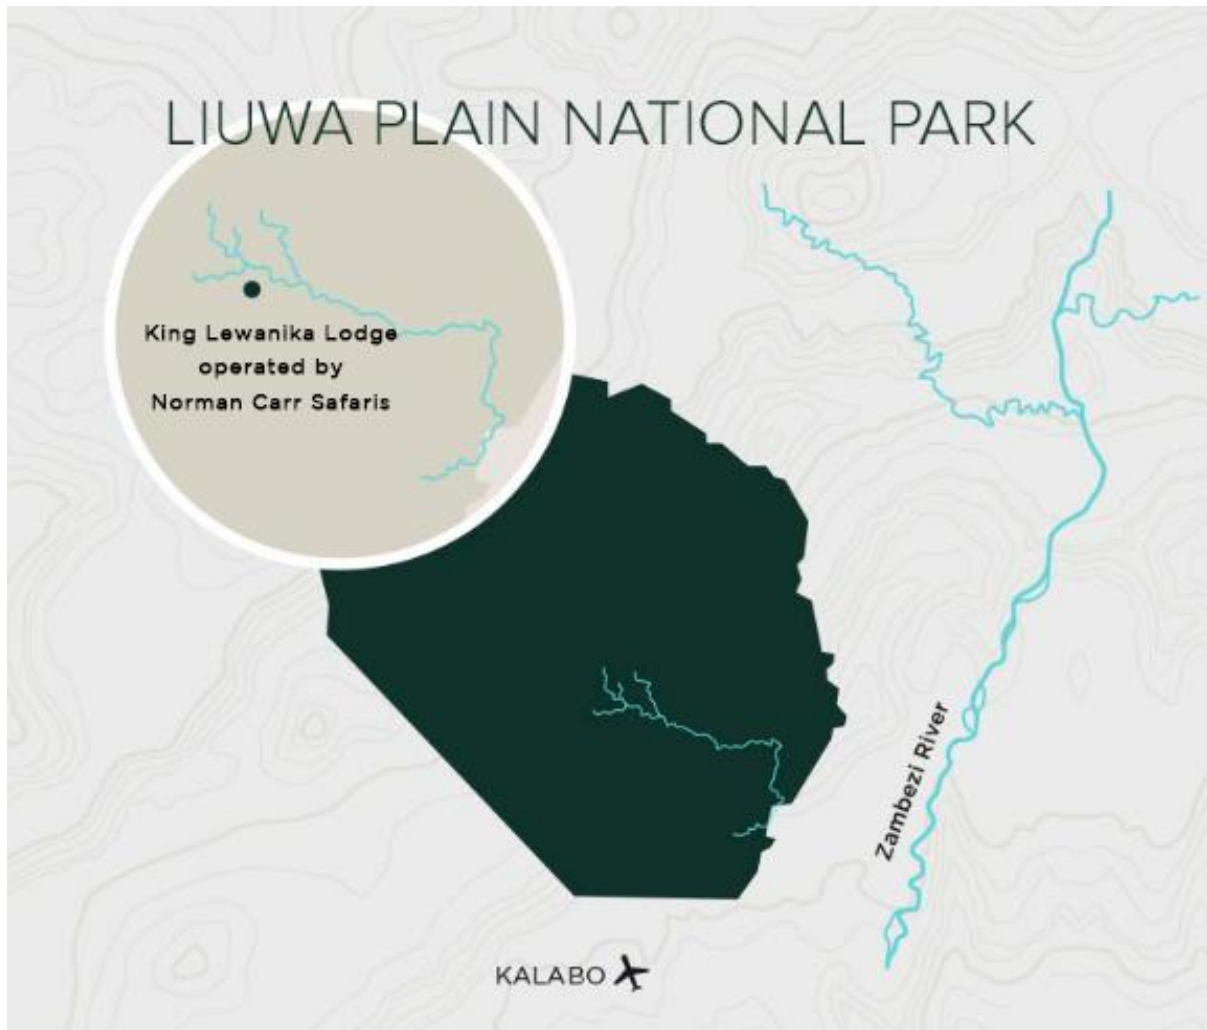 LIUWA PLAIN NATIONAL PARK
King Lewanika Lodge
operated by
Norman Carr Safaris
Zambezi River
KALABO